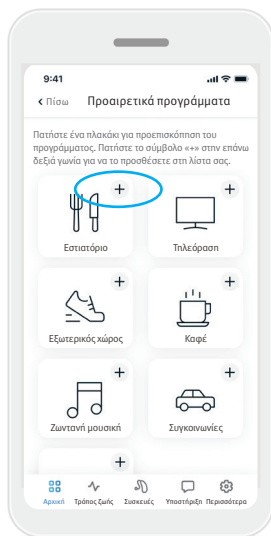 9:41
Πίσω Προαιρετικά προγράμματα
Πατήστε ένα πλακάκι για προεπισκόπηση του
προγράμματος. Πατήστε το σύμβολο «+» στην επάνω
δεξιά γωνία για να το προσθέσετε στη λίστα σας.
Εστιατόριο Τηλεόραση
Εξωτερικός χώρος Καφέ
Ζωντανή μουσική Συγκοινωνίες
Αρχική Τρόπος ζωής Συσκευές Υποστήριξη Περισσότερα